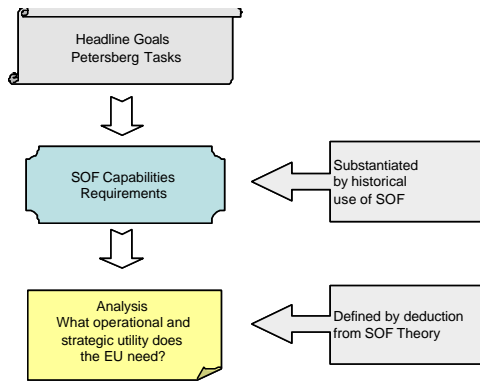 Headline Goals
Petersberg Tasks
SOF Capabilities
Requirements
Substantiated
by historical
use of SOF
Analysis
What operational and
strategic utility does
the EU need?
Defined by deduction
from SOF Theory